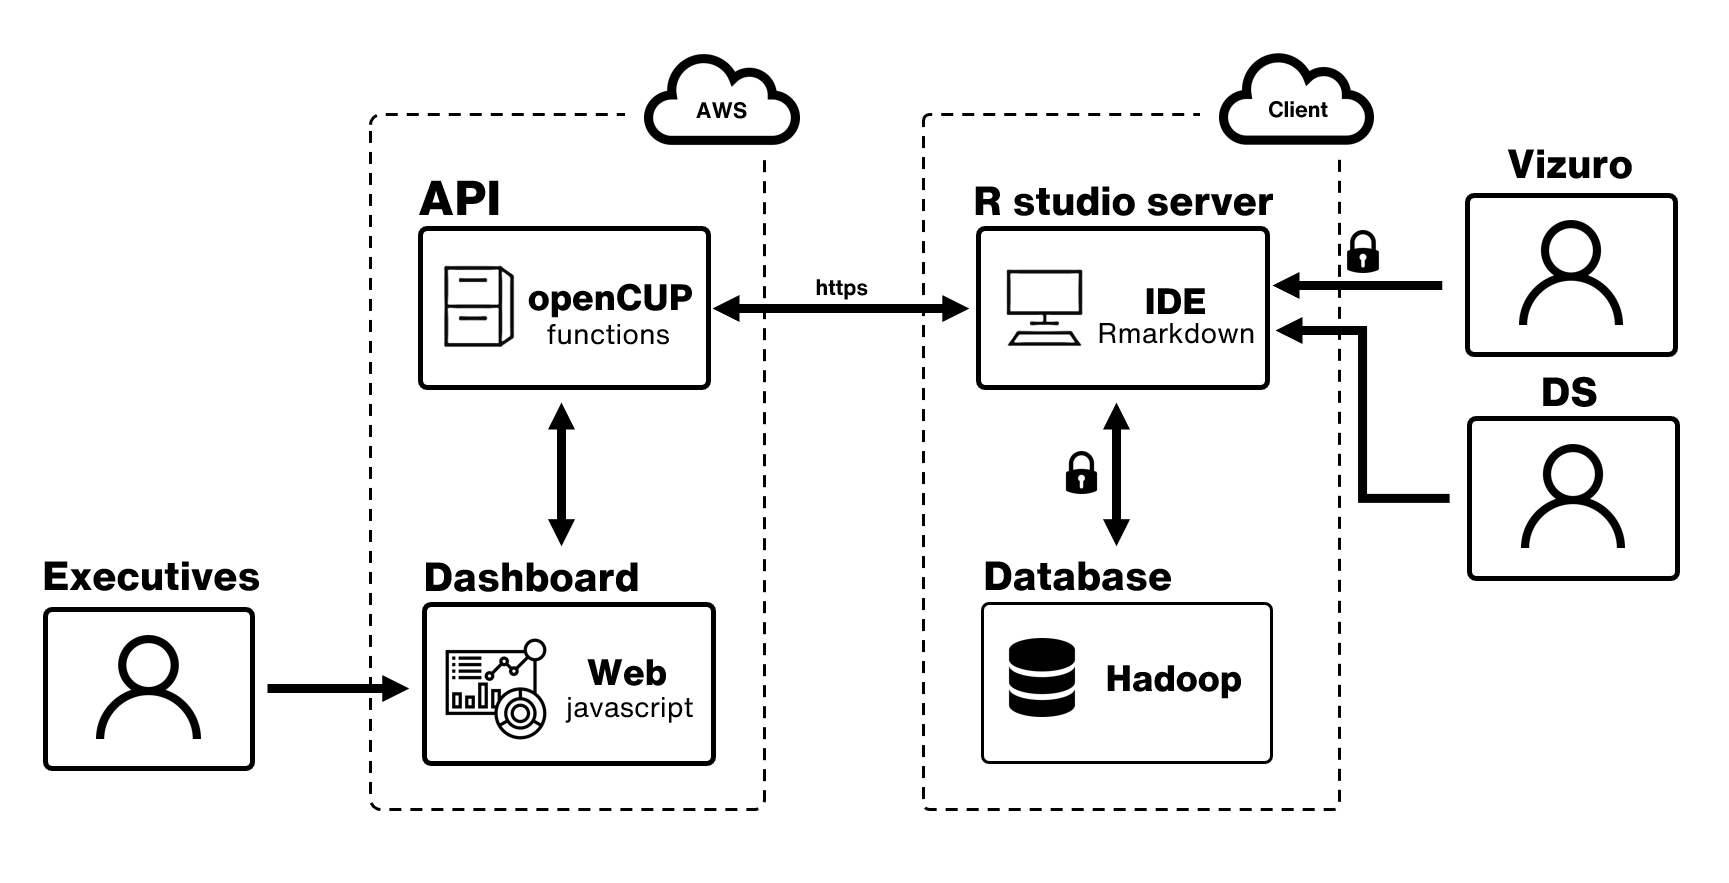 AWS
Client
Vizuro
API
R studio server
openCUP
functions
https
IDE
Rmarkdown
DS
Executives
Dashboard
Database
Web
javascript
Hadoop